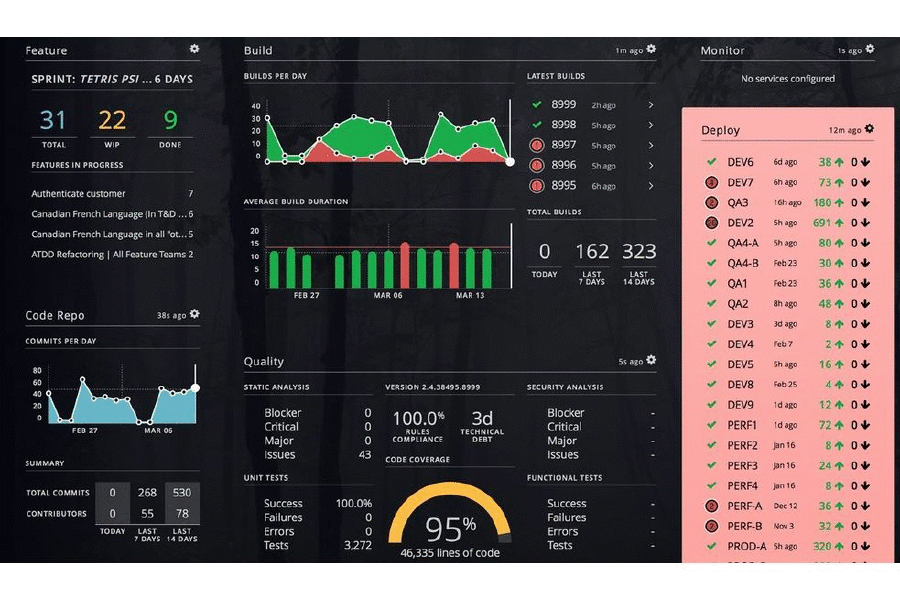 Feature
SPRINT: TETRIS PSI ... 6 DAYS
31 22 9
TOTAL WIP DONE
FEATURES IN PROGRESS
Authenticate customer 7
Canadian French Language (In T&D ... 6
Canadian French Language in all "ot... 5
ATDD Refactoring | All Feature Teams 2
Code Repo 38s ago
COMMITS PER DAY
80
60
40
20
0
FEB 27 MAR 06
SUMMARY
TOTAL COMMITS 0 268 530
CONTRIBUTORS 0 55 78
TODAY LAST 7 DAYS LAST 14 DAYS
Build 1m ago
BUILDS PER DAY
40
30
20
10
0
AVERAGE BUILD DURATION
20
15
10
5
0
FEB 27 MAR 06 MAR 13
LATEST BUILDS
8999 2h ago
8998 5h ago
8997 5h ago
8996 5h ago
8995 6h ago
TOTAL BUILDS
0 162 323
TODAY LAST 7 DAYS LAST 14 DAYS
Quality 5s ago
STATIC ANALYSIS
Blocker 0
Critical 0
Major 0
Issues 43
UNIT TESTS
Success 100.0%
Failures 0
Errors 0
Tests 3,272
VERSION 2.4.38495.8999
100.0% 3d
RULES COMPLIANCE TECHNICAL DEBT
CODE COVERAGE
95%
46,335 lines of code
SECURITY ANALYSIS
Blocker -
Critical -
Major -
Issues -
FUNCTIONAL TESTS
Success -
Failures -
Errors -
Tests -
Monitor 1s ago
No services configured
Deploy 12m ago
DEV6 6d ago 38 0
DEV7 6h ago 73 0
QA3 16h ago 180 0
DEV2 5h ago 691 0
QA4-A 5h ago 80 0
QA4-B Feb 23 30 0
QA1 Feb 23 36 0
QA2 8h ago 48 0
DEV3 3d ago 8 0
DEV4 Feb 7 2 0
DEV5 5h ago 16 0
DEV8 Feb 25 4 0
DEV9 1d ago 12 0
PERF1 1d ago 72 0
PERF2 Jan 16 8 0
PERF3 Jan 16 24 0
PERF4 Jan 16 8 0
PERF-A Dec 12 36 0
PERF-B Nov 3 32 0
PROD-A 5h ago 320 0